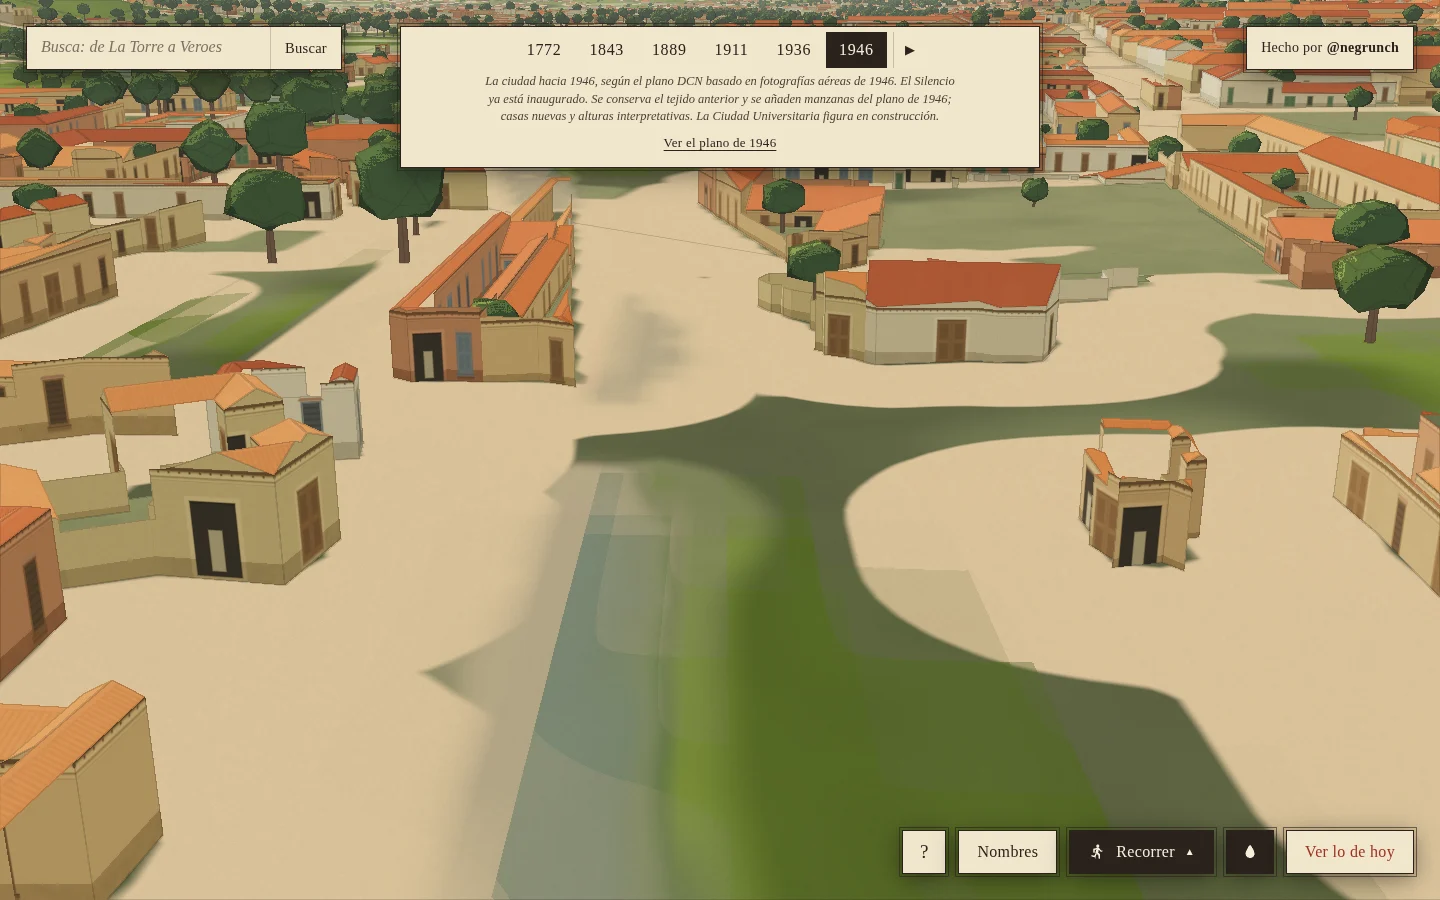 Busca: de La Torre a Veroes
Buscar
1772 1843 1889 1911 1936 1946 ▶
La ciudad hacia 1946, según el plano DCN basado en fotografías aéreas de 1946. El Silencio
ya está inaugurado. Se conserva el tejido anterior y se añaden manzanas del plano de 1946;
casas nuevas y alturas interpretativas. La Ciudad Universitaria figura en construcción.
Ver el plano de 1946
Hecho por @negrunch
?
Nombres
Recorrer ▲
Ver lo de hoy